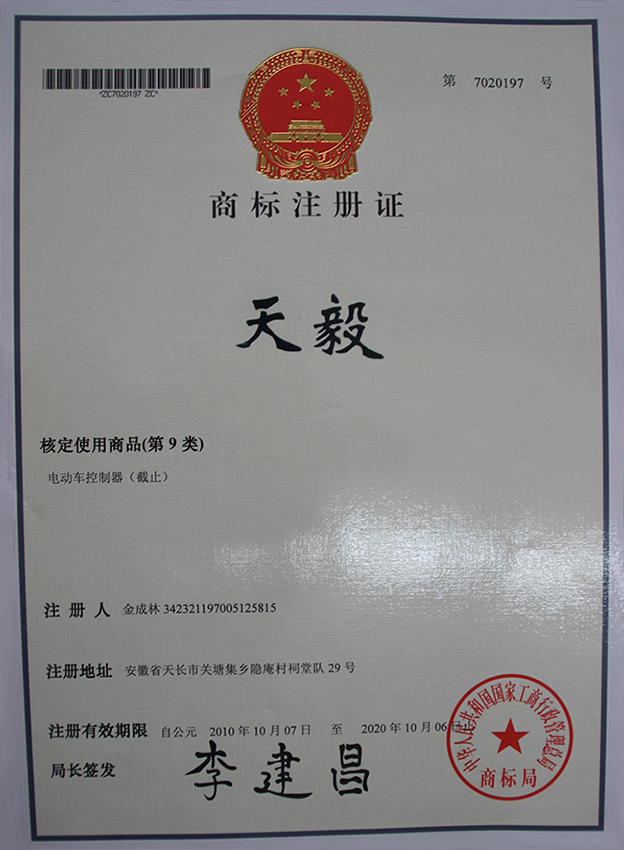 *ZC7020197 ZC*
第 7020197 号
商标注册证
天毅
核定使用商品(第 9 类)
电动车控制器（截止）
注册人 金成林 342321197005125815
注册地址 安徽省天长市关塘集乡隐庵村祠堂队 29 号
注册有效期限 自公元 2010 年 10 月 07 日 至 2020 年 10 月 06 日止
局长签发 李建昌
中华人民共和国国家工商行政管理总局
商标局